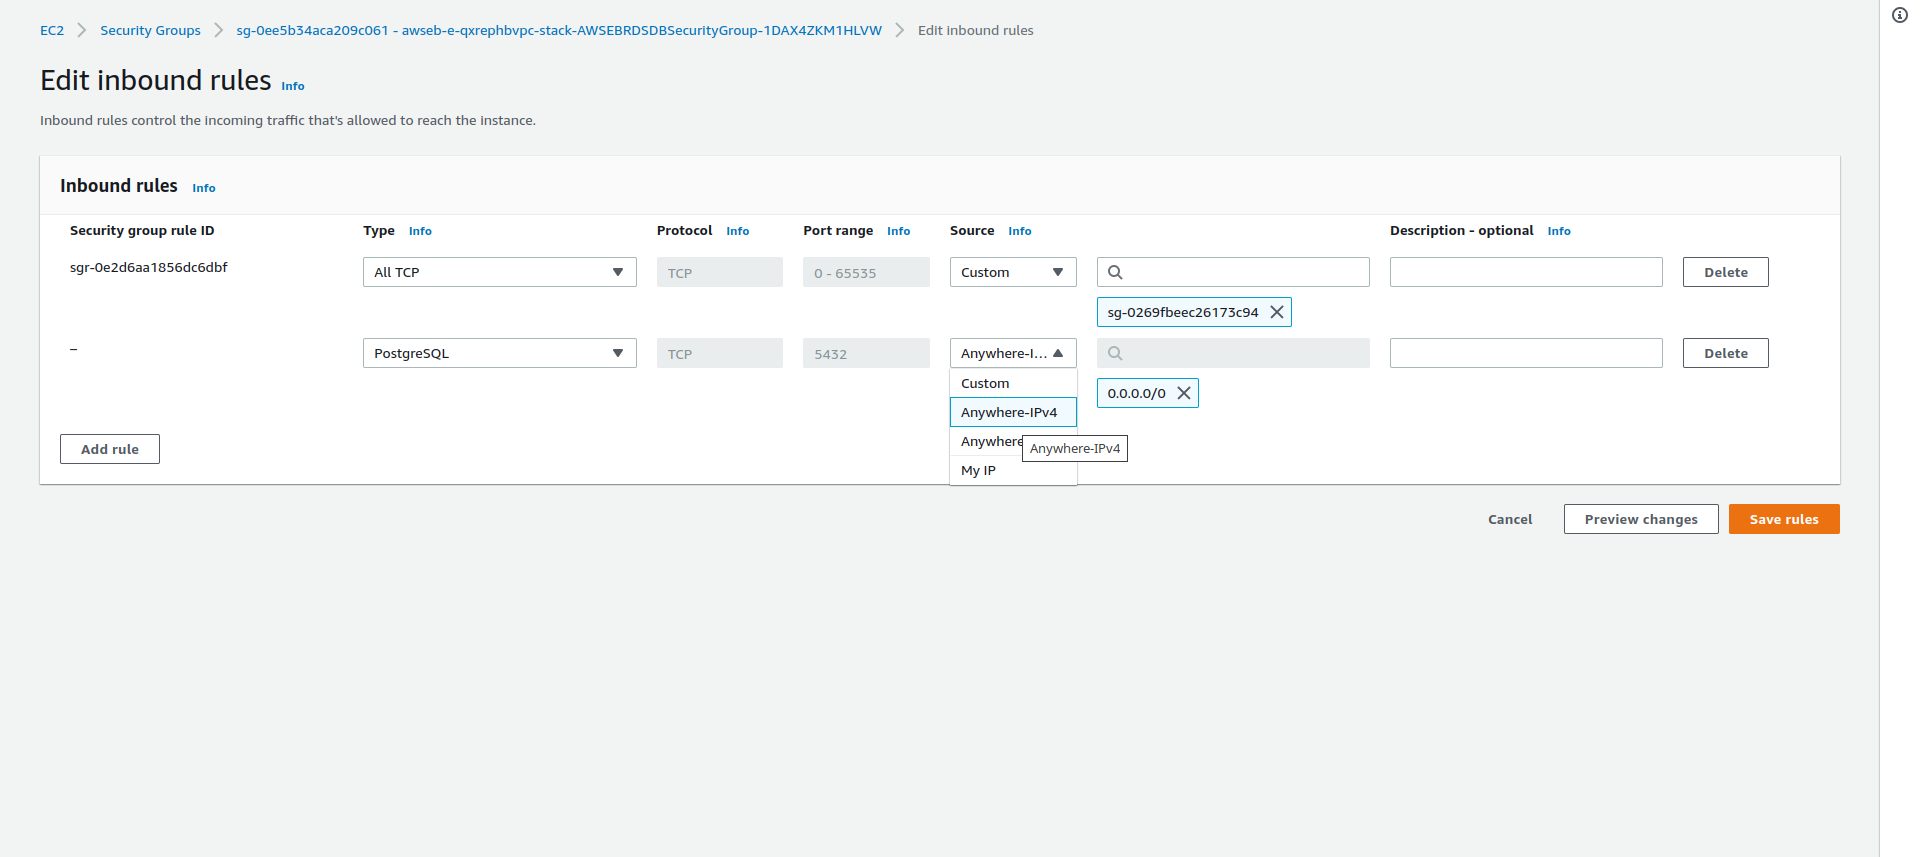 EC2 Security Groups sg-0ee5b34aca209c061 - awseb-e-qxrephbvpc-stack-AWSEBRDSDBSecurityGroup-1DAX4ZKM1HLVW Edit inbound rules
Edit inbound rules Info
Inbound rules control the incoming traffic that's allowed to reach the instance.
Inbound rules Info
Security group rule ID Type Info Protocol Info Port range Info Source Info Description - optional Info
sgr-0e2d6aa1856dc6dbf All TCP TCP 0 - 65535 Custom Delete
sg-0269fbeec26173c94
– PostgreSQL TCP 5432 Anywhere-I... Delete
Custom
0.0.0.0/0
Anywhere-IPv4
Anywhere
Anywhere-IPv4
Add rule
My IP
Cancel Preview changes Save rules